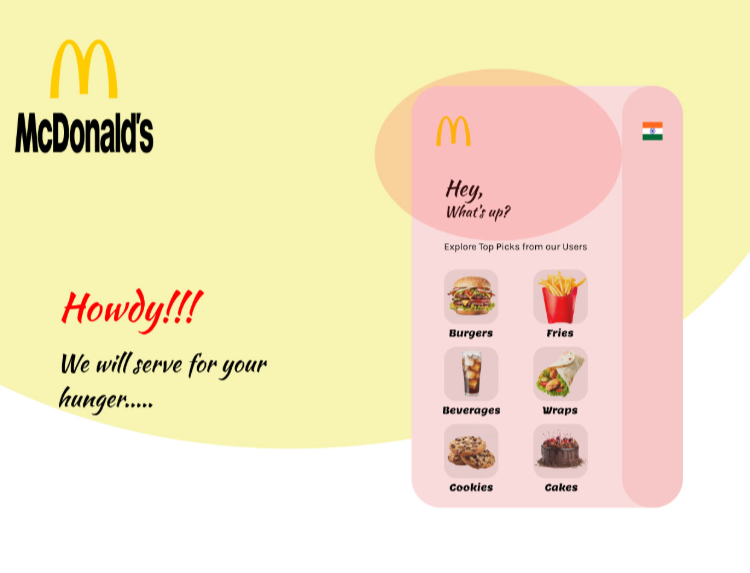 McDonald's
Howdy!!!
We will serve for your
hunger.....
Hey,
What's up?
Explore Top Picks from our Users
Burgers
Fries
Beverages
Wraps
Cookies
Cakes